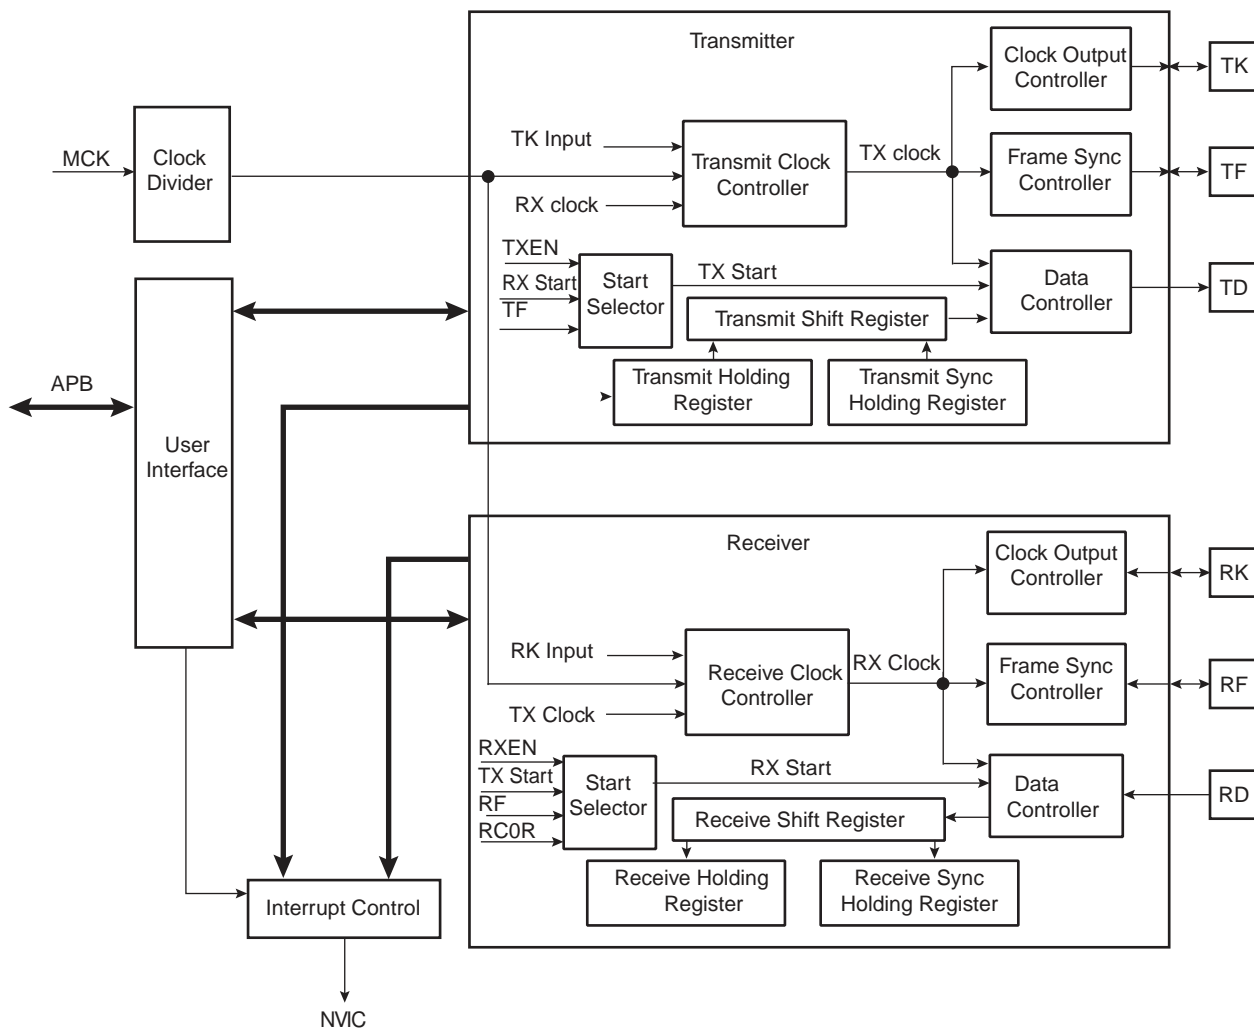 Transmitter
Clock Output
Controller
TK
MCK
Clock
Divider
TK Input
Transmit Clock
Controller
TX clock
Frame Sync
Controller
TF
RX clock
TXEN
RX Start
TF
Start
Selector
TX Start
Data
Controller
TD
Transmit Shift Register
Transmit Holding
Register
Transmit Sync
Holding Register
APB
User
Interface
Receiver
Clock Output
Controller
RK
RK Input
Receive Clock
Controller
RX Clock
Frame Sync
Controller
RF
TX Clock
RXEN
TX Start
RF
RC0R
Start
Selector
RX Start
Data
Controller
RD
Receive Shift Register
Receive Holding
Register
Receive Sync
Holding Register
Interrupt Control
NVIC